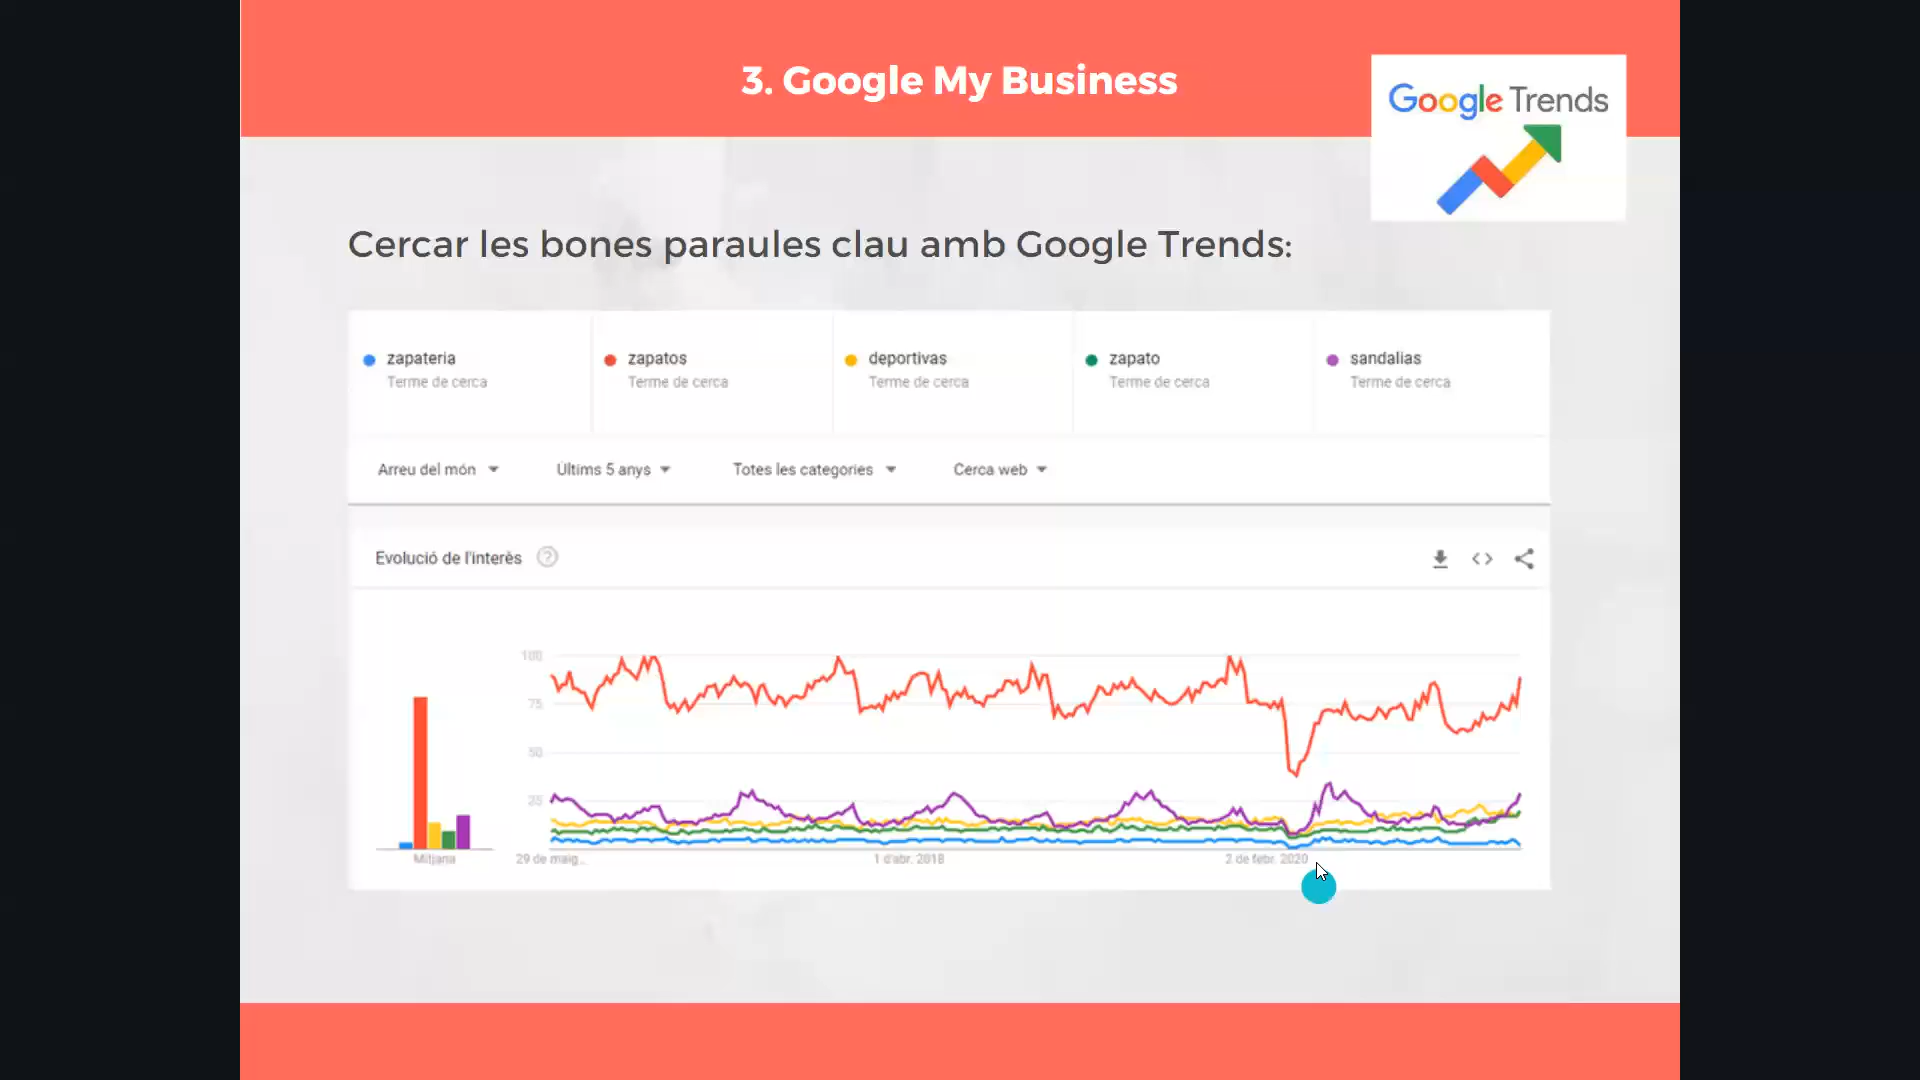 3. Google My Business
Google Trends
Cercar les bones paraules clau amb Google Trends:
zapateria
Terme de cerca
zapatos
Terme de cerca
deportivas
Terme de cerca
zapato
Terme de cerca
sandalias
Terme de cerca
Arreu del món
Últims 5 anys
Totes les categories
Cerca web
Evolució de l'interès
?
100
75
50
25
Mitjana
29 de maig...
1 d'abr. 2018
2 de febr. 2020